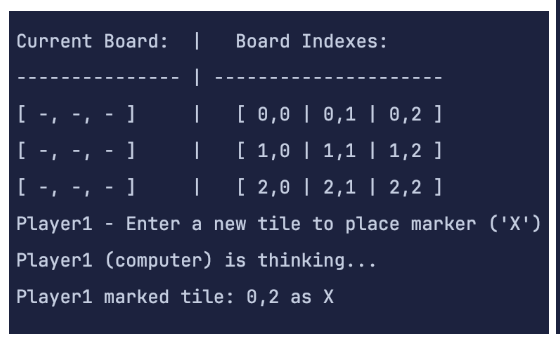 Current Board:  |   Board Indexes:
--------------- | ---------------------
[ -, -, - ]     |   [ 0,0 | 0,1 | 0,2 ]
[ -, -, - ]     |   [ 1,0 | 1,1 | 1,2 ]
[ -, -, - ]     |   [ 2,0 | 2,1 | 2,2 ]
Player1 - Enter a new tile to place marker ('X')
Player1 (computer) is thinking...
Player1 marked tile: 0,2 as X